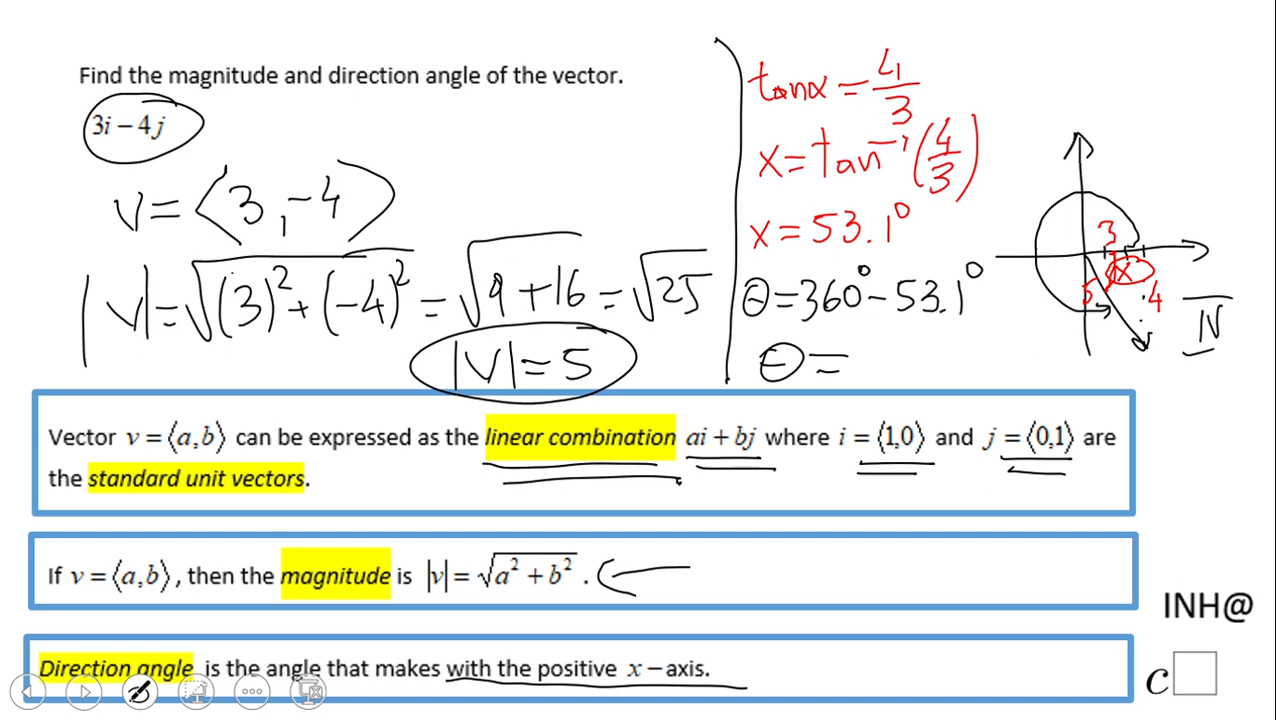 Find the magnitude and direction angle of the vector.
3i − 4j
v = ⟨3, −4⟩
|v| = √(3)² + (−4)² = √9 + 16 = √25
|v| = 5
tan α = 4/3
x = tan⁻¹(4/3)
x = 53.1°
θ = 360° − 53.1°
θ =
3
x
5
4
IV
Vector v = ⟨a,b⟩ can be expressed as the linear combination ai + bj where i = ⟨1,0⟩ and j = ⟨0,1⟩ are
the standard unit vectors.
If v = ⟨a,b⟩, then the magnitude is |v| = √a² + b².
Direction angle is the angle that makes with the positive x − axis.
INH@
c